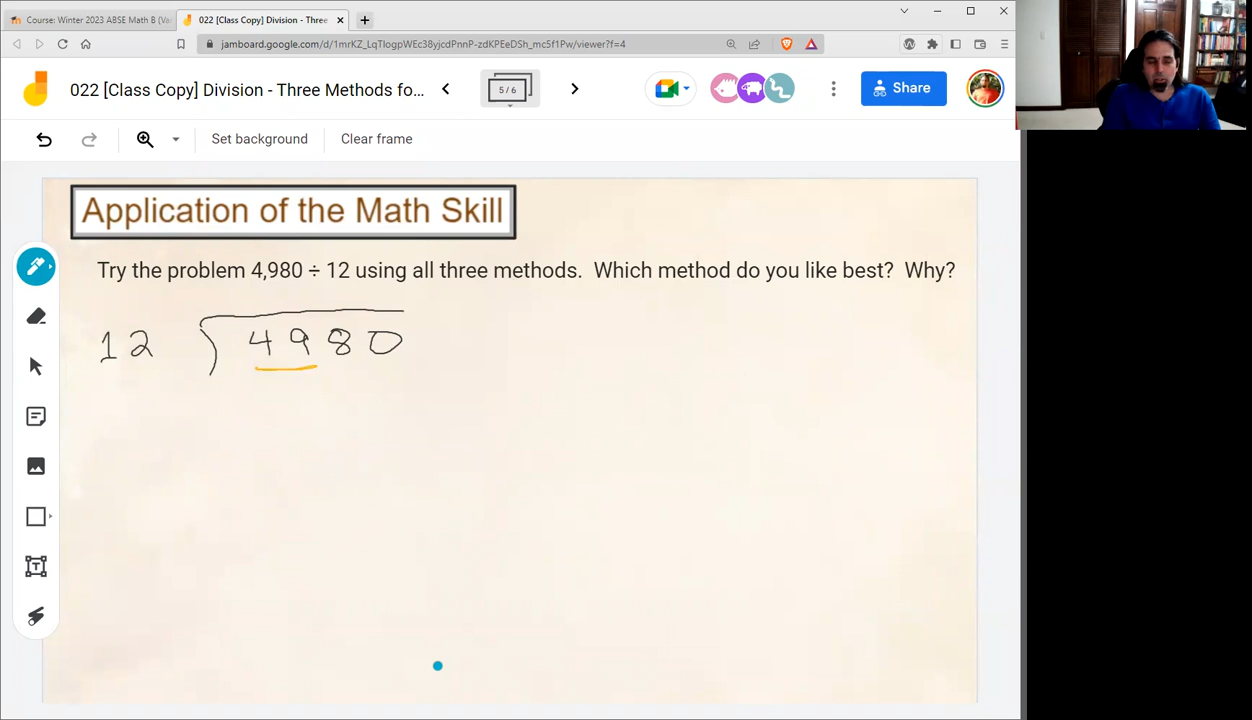 Course: Winter 2023 ABSE Math B (Va
022 [Class Copy] Division - Three
jamboard.google.com/d/1mrKZ_LqTlogpWEc38yjcdPnnP-zdKPEeDSh_mc5f1Pw/viewer?f=4
022 [Class Copy] Division - Three Methods fo...
5 / 6
Share
Set background
Clear frame
Application of the Math Skill
Try the problem 4,980 ÷ 12 using all three methods. Which method do you like best? Why?
12 4980